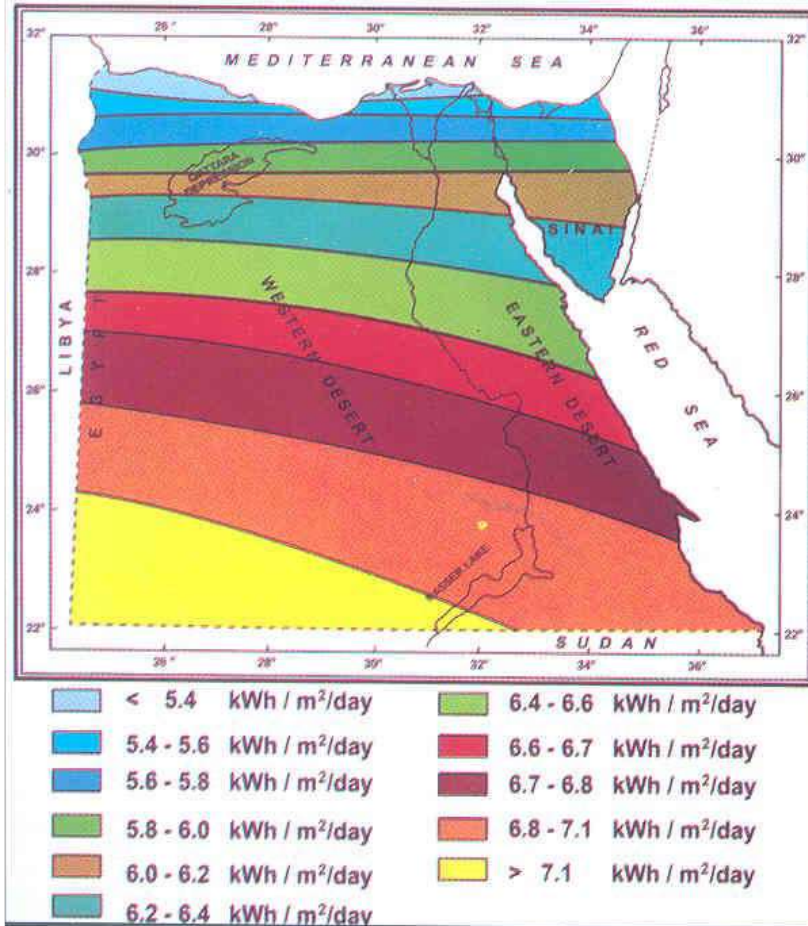 26° 28° 30° 32° 34° 36°
32° 32°
MEDITERRANEAN SEA
30° 30°
QATTARA
DEPRESSION
SINAI
28° 28°
LIBYA
EGYPT
WESTERN DESERT
EASTERN DESERT
RED SEA
26° 26°
24° 24°
NASSER LAKE
22° 22°
SUDAN
26° 28° 30° 32° 34° 36°
< 5.4 kWh / m²/day
5.4 - 5.6 kWh / m²/day
5.6 - 5.8 kWh / m²/day
5.8 - 6.0 kWh / m²/day
6.0 - 6.2 kWh / m²/day
6.2 - 6.4 kWh / m²/day
6.4 - 6.6 kWh / m²/day
6.6 - 6.7 kWh / m²/day
6.7 - 6.8 kWh / m²/day
6.8 - 7.1 kWh / m²/day
> 7.1 kWh / m²/day